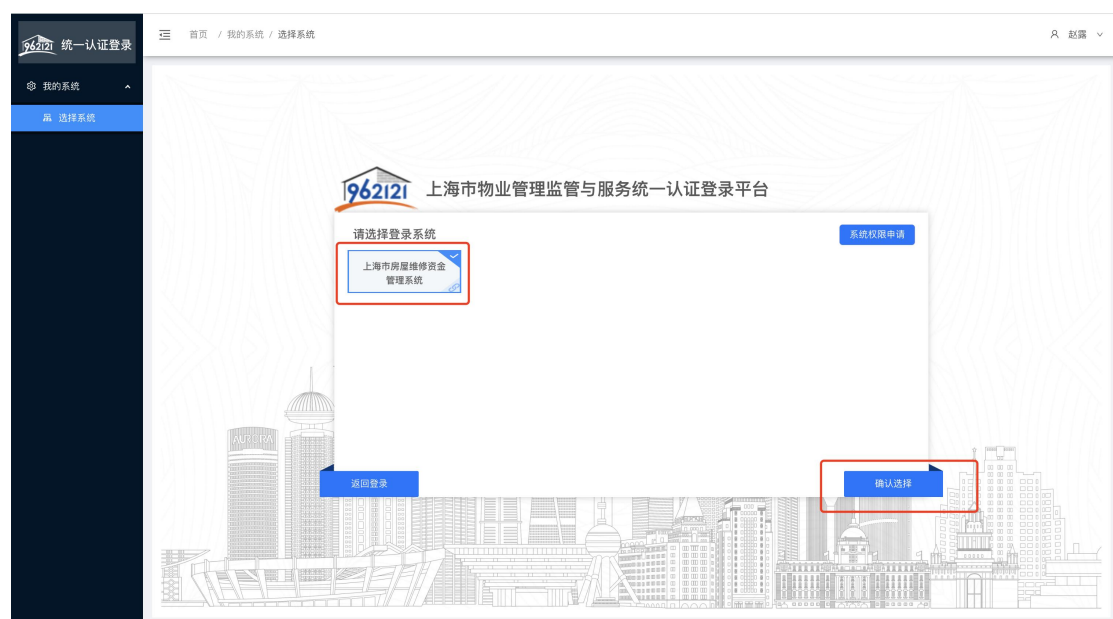 962121 统一认证登录
首页 / 我的系统 / 选择系统
赵露
我的系统
选择系统
962121 上海市物业管理监管与服务统一认证登录平台
请选择登录系统
系统权限申请
上海市房屋维修资金
管理系统
AURORA
返回登录
确认选择